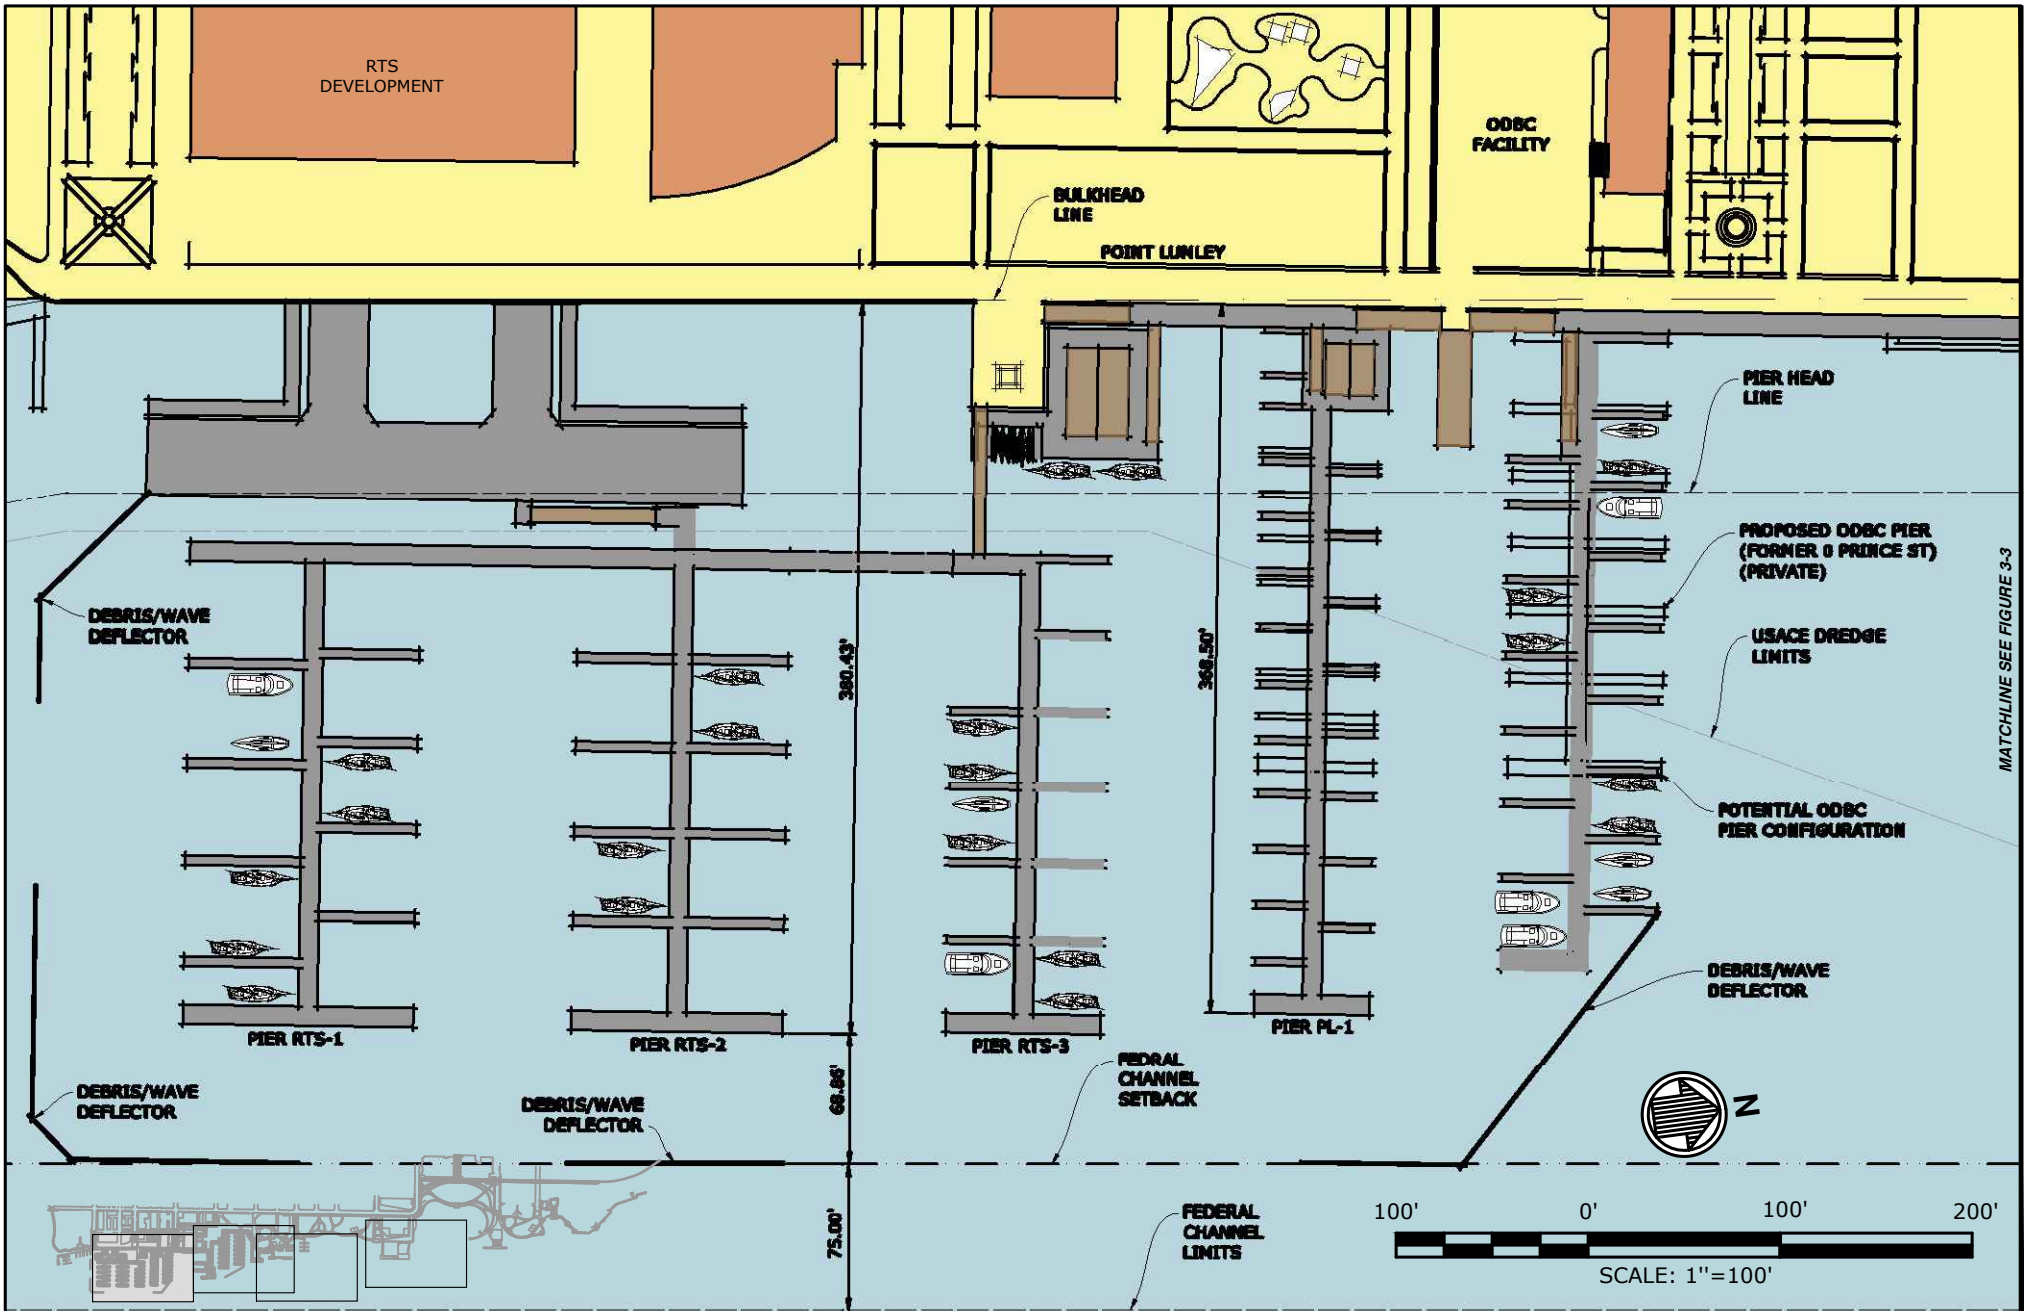 RTS
DEVELOPMENT
ODBC
FACILITY
BULKHEAD
LINE
POINT LUMLEY
PIER HEAD
LINE
PROPOSED ODBC PIER
(FORMER 0 PRINCE ST)
(PRIVATE)
MATCHLINE SEE FIGURE 3-3
DEBRIS/WAVE
DEFLECTOR
USACE DREDGE
LIMITS
380.43'
368.50'
POTENTIAL ODBC
PIER CONFIGURATION
DEBRIS/WAVE
DEFLECTOR
PIER RTS-1
PIER RTS-2
PIER RTS-3
PIER PL-1
FEDRAL
CHANNEL
SETBACK
68.86'
DEBRIS/WAVE
DEFLECTOR
DEBRIS/WAVE
DEFLECTOR
N
75.00'
FEDERAL
CHANNEL
LIMITS
100' 0' 100' 200'
SCALE: 1"=100'